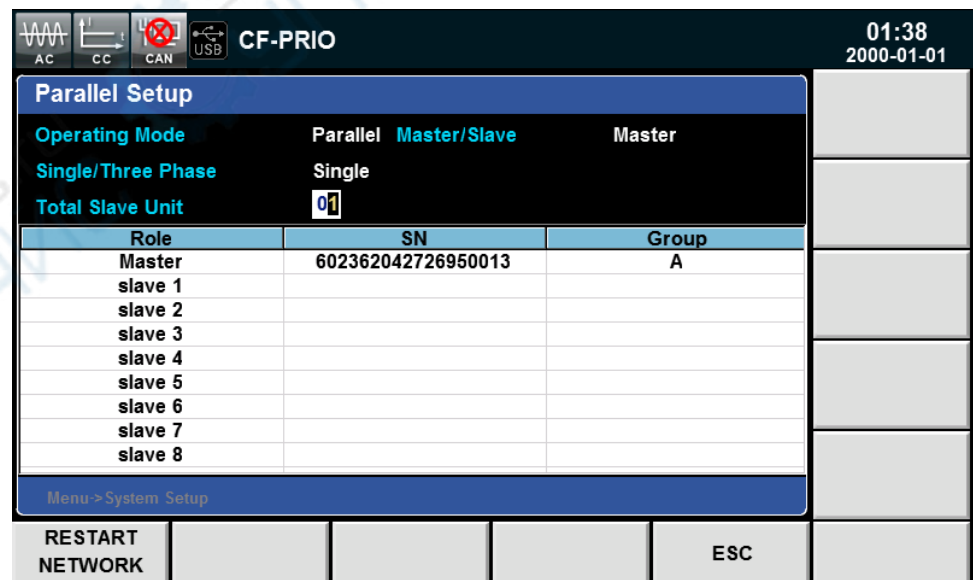 AC CC CAN USB CF-PRIO 01:38
2000-01-01
Parallel Setup
Operating Mode Parallel Master/Slave Master
Single/Three Phase Single
Total Slave Unit 01
Role SN Group
Master 602362042726950013 A
slave 1
slave 2
slave 3
slave 4
slave 5
slave 6
slave 7
slave 8
Menu->System Setup
RESTART
NETWORK
ESC